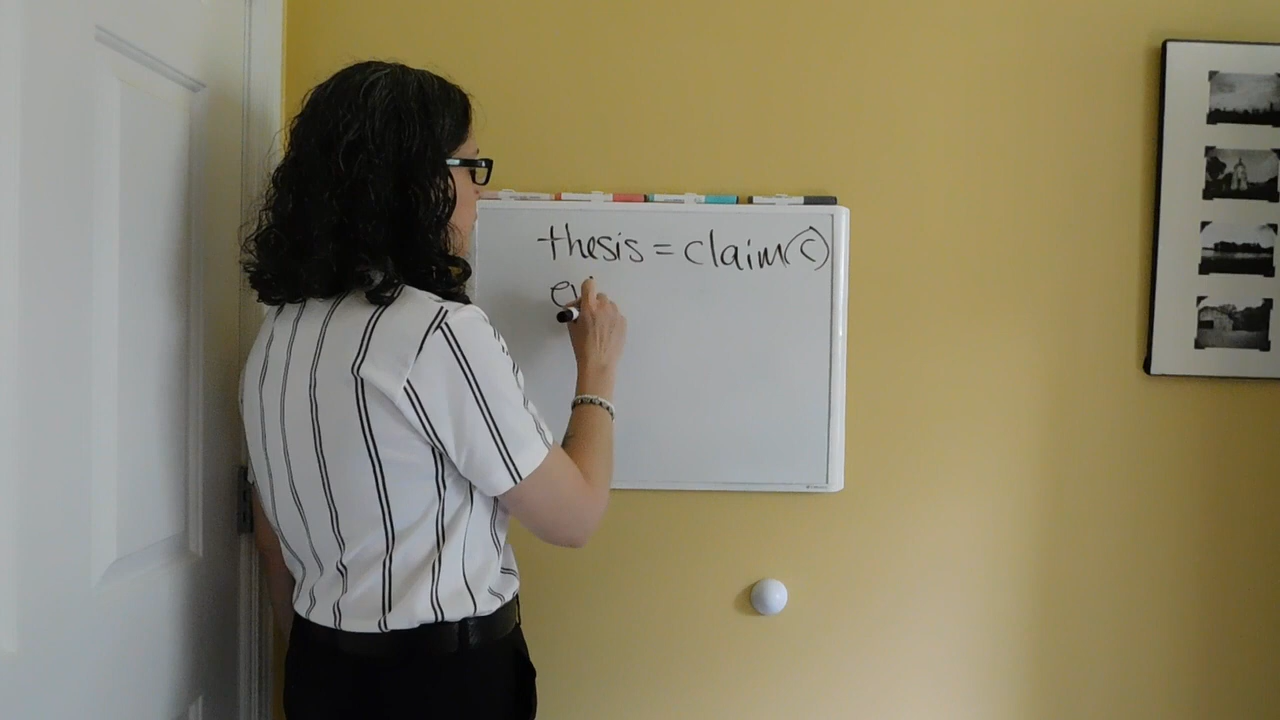 thesis = claim (c)